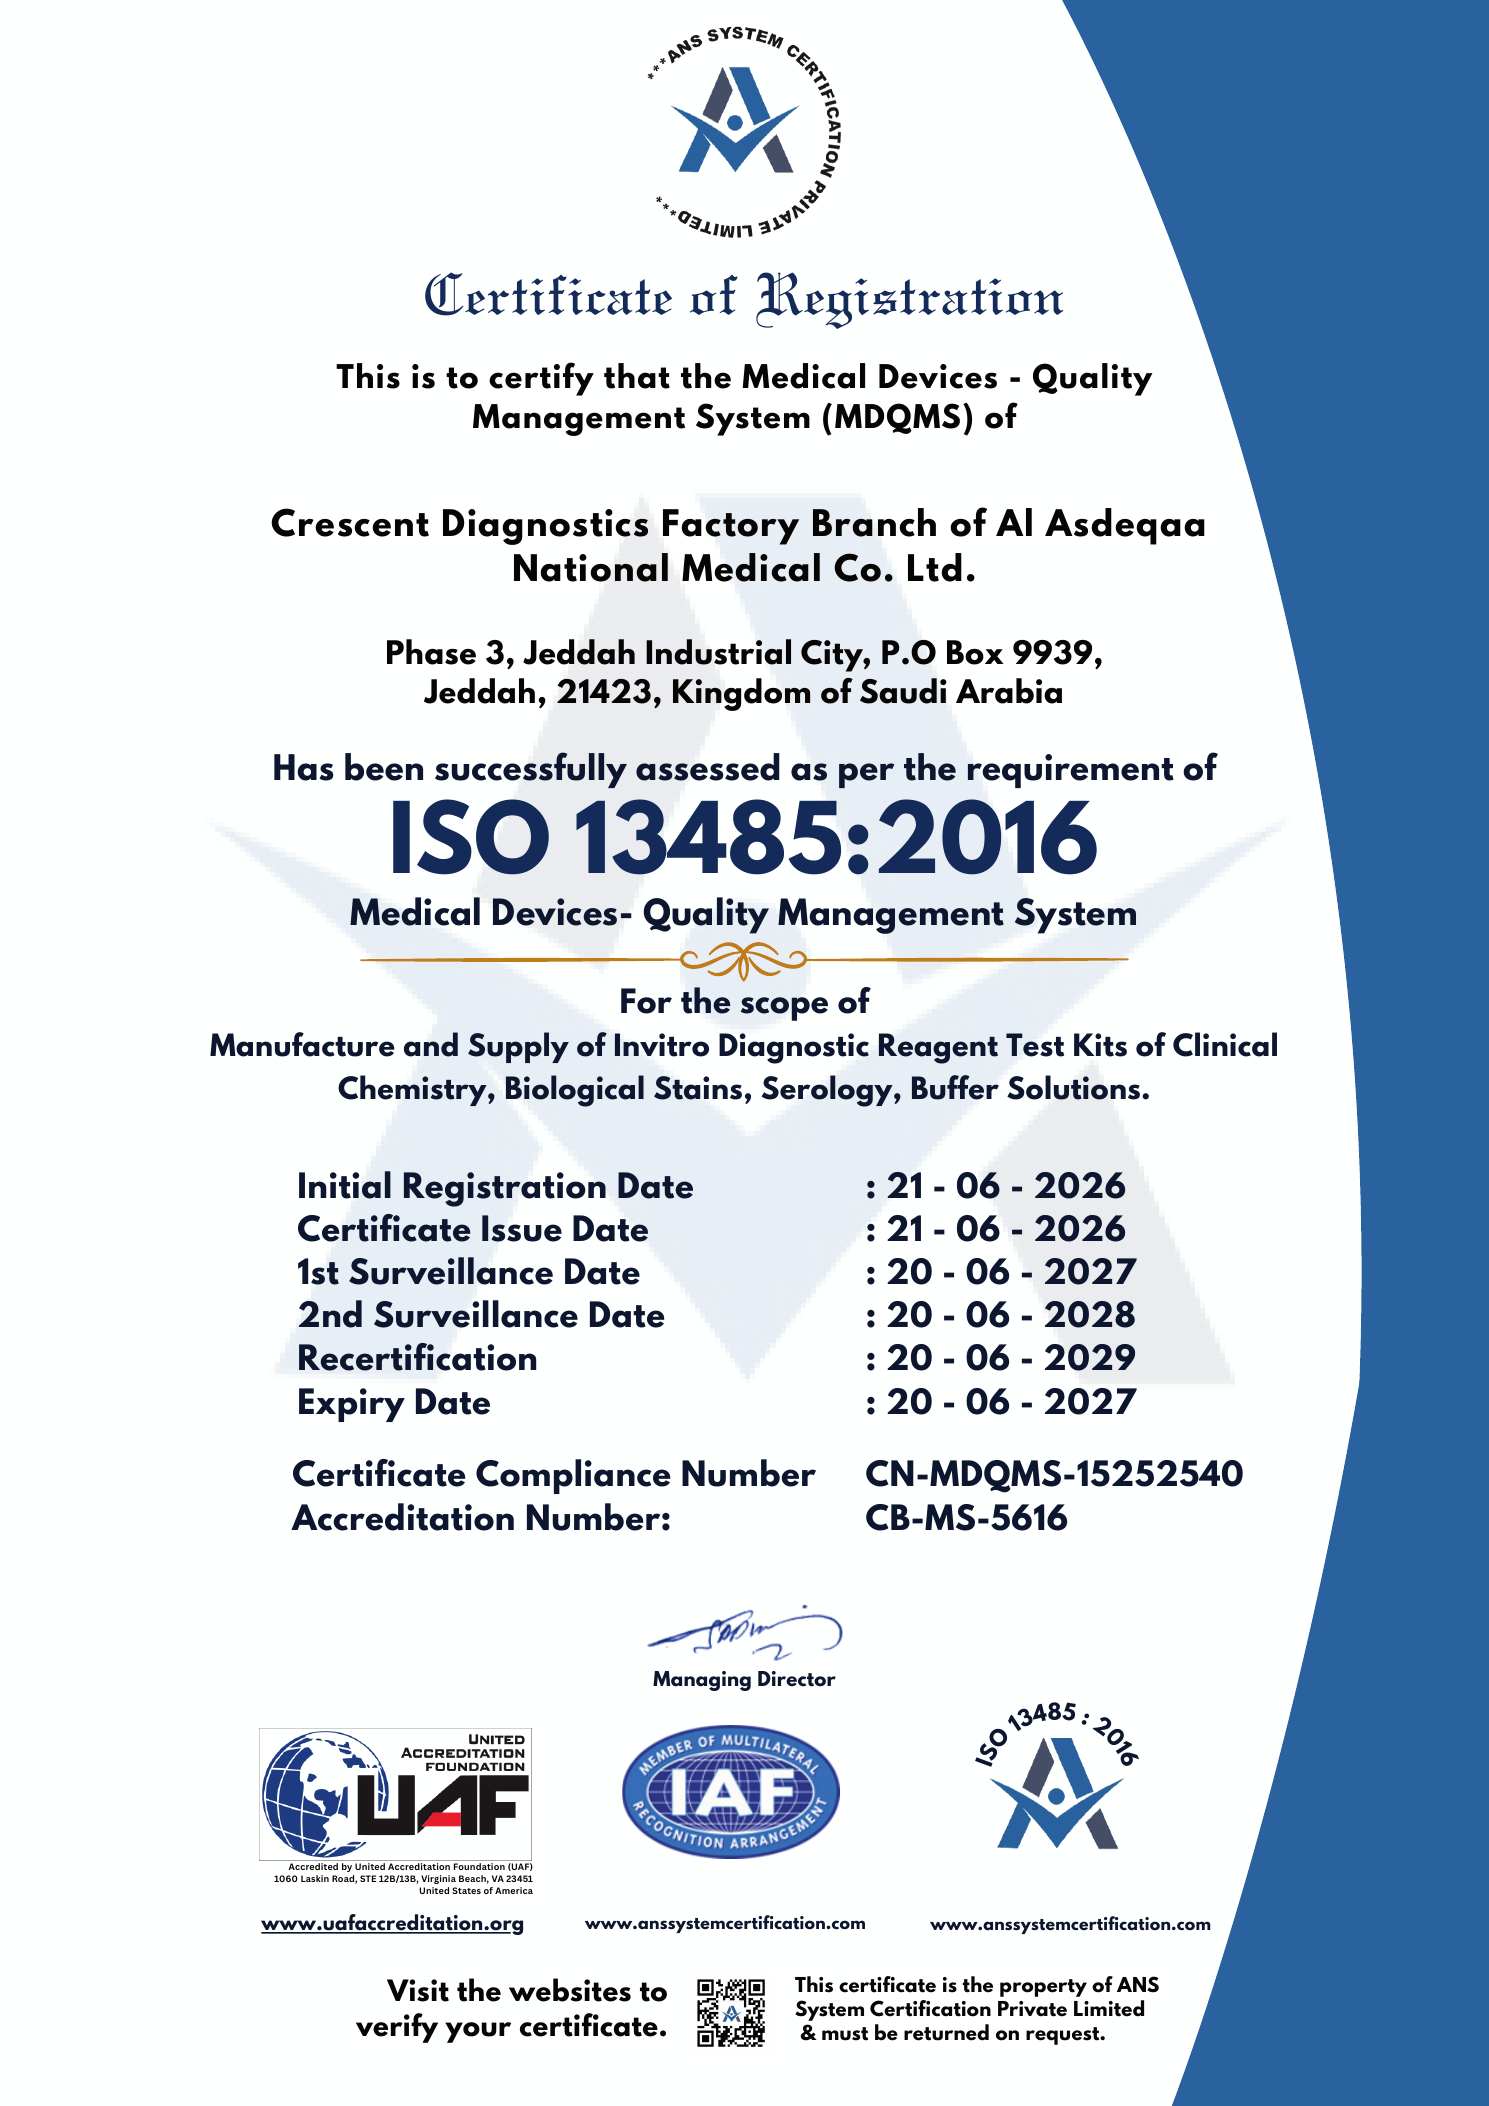 ***ANS SYSTEM CERTIFICATION PRIVATE LIMITED***
Certificate of Registration
This is to certify that the Medical Devices - Quality
Management System (MDQMS) of
Crescent Diagnostics Factory Branch of Al Asdeqaa
National Medical Co. Ltd.
Phase 3, Jeddah Industrial City, P.O Box 9939,
Jeddah, 21423, Kingdom of Saudi Arabia
Has been successfully assessed as per the requirement of
ISO 13485:2016
Medical Devices- Quality Management System
For the scope of
Manufacture and Supply of Invitro Diagnostic Reagent Test Kits of Clinical
Chemistry, Biological Stains, Serology, Buffer Solutions.
Initial Registration Date : 21 - 06 - 2026
Certificate Issue Date : 21 - 06 - 2026
1st Surveillance Date : 20 - 06 - 2027
2nd Surveillance Date : 20 - 06 - 2028
Recertification : 20 - 06 - 2029
Expiry Date : 20 - 06 - 2027
Certificate Compliance Number CN-MDQMS-15252540
Accreditation Number: CB-MS-5616
Managing Director
UNITED
ACCREDITATION
FOUNDATION
UAF
Accredited by United Accreditation Foundation (UAF)
1060 Laskin Road, STE 12B/13B, Virginia Beach, VA 23451
United States of America
MEMBER OF MULTILATERAL
IAF
RECOGNITION ARRANGEMENT
ISO 13485 : 2016
www.uafaccreditation.org
www.anssystemcertification.com
www.anssystemcertification.com
Visit the websites to
verify your certificate.
This certificate is the property of ANS
System Certification Private Limited
& must be returned on request.